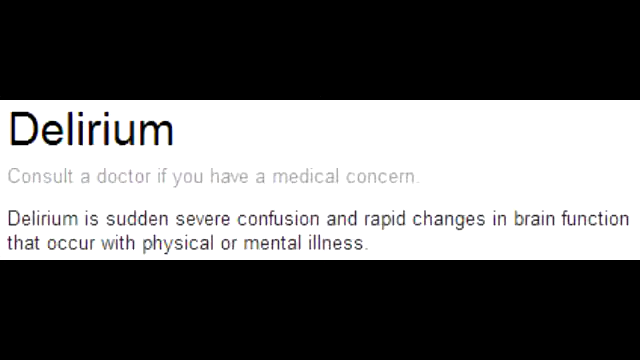 Delirium
Consult a doctor if you have a medical concern.
Delirium is sudden severe confusion and rapid changes in brain function
that occur with physical or mental illness.